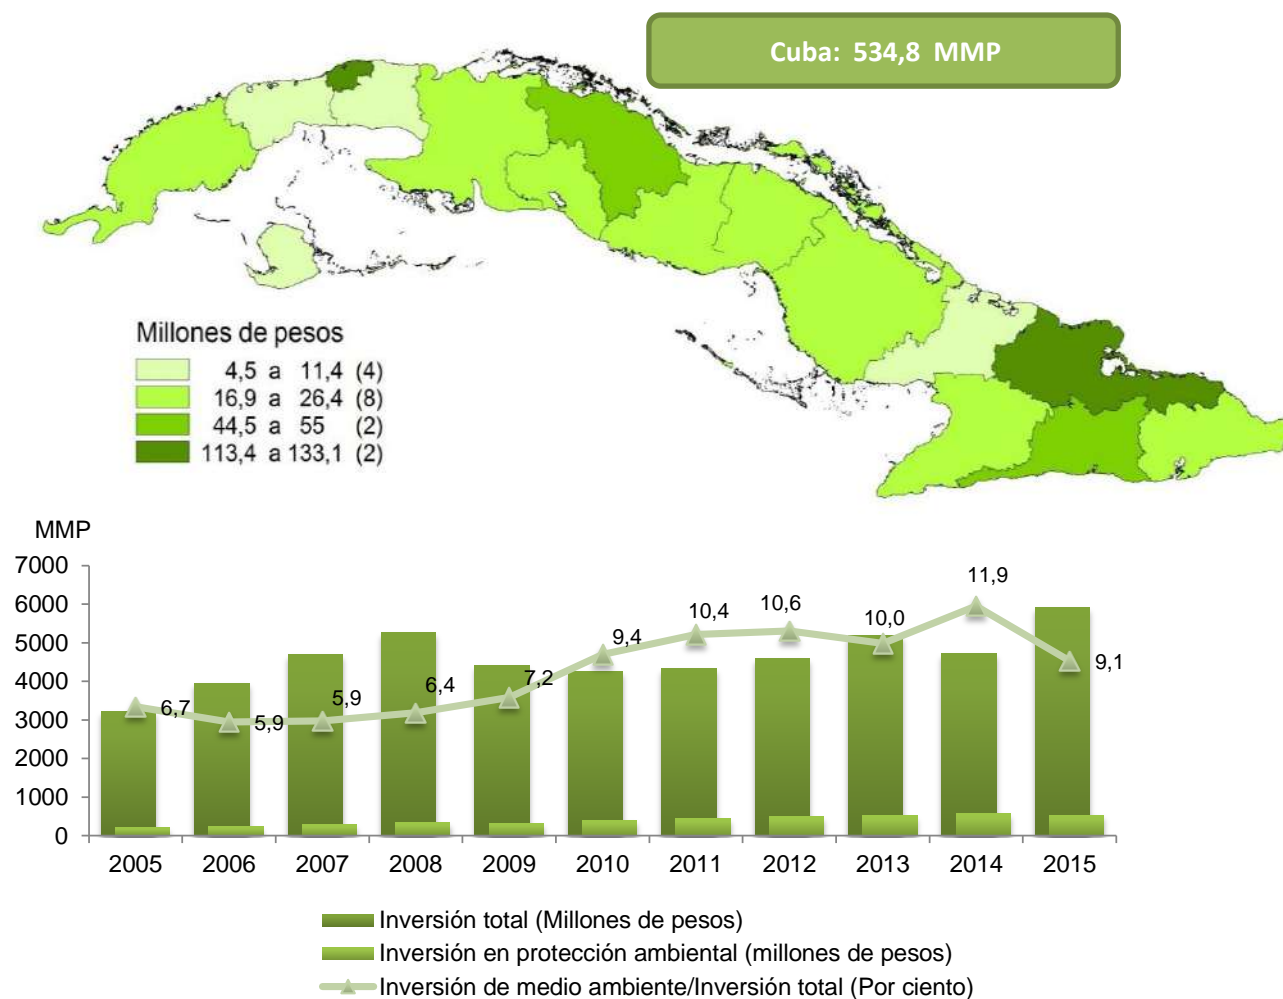 Cuba: 534,8 MMP
Millones de pesos
4,5 a 11,4 (4)
16,9 a 26,4 (8)
44,5 a 55 (2)
113,4 a 133,1 (2)
MMP
7000
6000
5000
4000
3000
2000
1000
0
6,7
5,9
5,9
6,4
7,2
9,4
10,4
10,6
10,0
11,9
9,1
2005 2006 2007 2008 2009 2010 2011 2012 2013 2014 2015
Inversión total (Millones de pesos)
Inversión en protección ambiental (millones de pesos)
Inversión de medio ambiente/Inversión total (Por ciento)